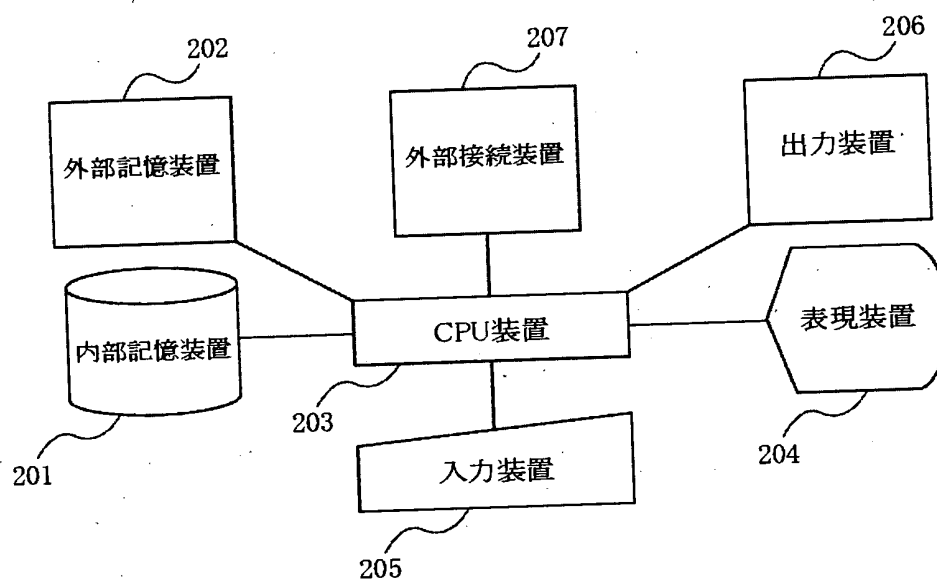 202
207
206
外部記憶装置
外部接続装置
出力装置
内部記憶装置
CPU装置
表現装置
203
201
入力装置
204
205